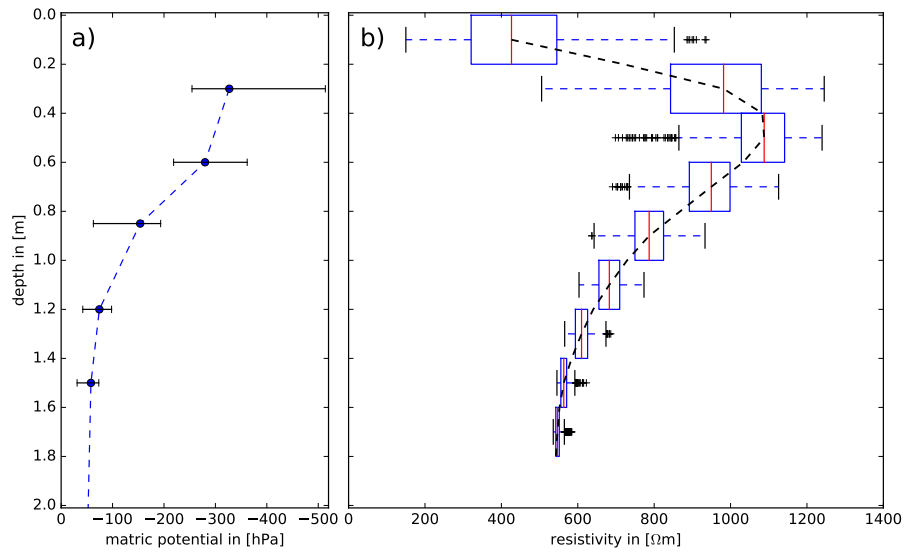 a)
b)
0.0
0.2
0.4
0.6
0.8
1.0
1.2
1.4
1.6
1.8
2.0
depth in [m]
0 −100 −200 −300 −400 −500
matric potential in [hPa]
0 200 400 600 800 1000 1200 1400
resistivity in [Ωm]